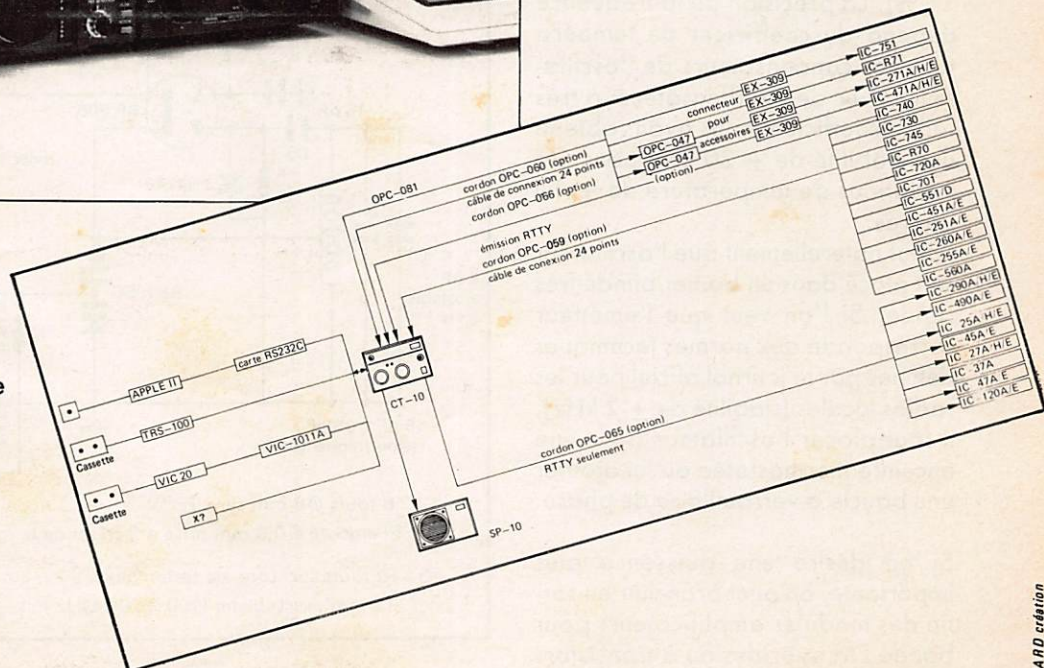 OPC-081
cordon OPC-060 (option)
câble de connexion 24 points
cordon OPC-066 (option)
connecteur
pour
accessoires
(option)
OPC-047
OPC-047
EX-309
EX-309
EX-309
EX-309
émission RTTY
cordon OPC-059 (option)
câble de conexion 24 points
IC-751
IC-R71
IC-271A/H/E
IC-471A/H/E
IC-740
IC-730
IC-745
IC-R70
IC-720A
IC-701
IC-551/D
IC-451A/E
IC-251A/E
IC-260A/E
IC-255A/E
IC-560A
IC-290A/H/E
IC-490A/E
IC 25A/H/E
IC-45A/E
IC 27A/H/E
IC 37A
IC 47A E
IC-120A/E
APPLE II
carte RS232C
TRS-100
Cassette
VIC 20
VIC-1011A
Casette
X?
CT-10
SP-10
cordon OPC-065 (option)
RTTY seulement
ARD création